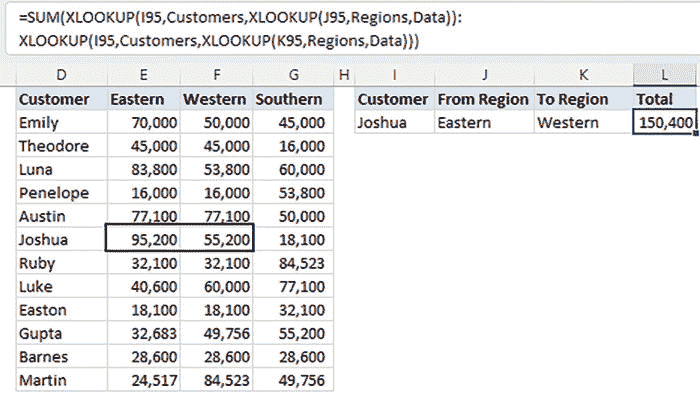 =SUM(XLOOKUP(I95,Customers,XLOOKUP(J95,Regions,Data)):
XLOOKUP(I95,Customers,XLOOKUP(K95,Regions,Data)))
D E F G H I J K L
Customer Eastern Western Southern Customer From Region To Region Total
Emily 70,000 50,000 45,000 Joshua Eastern Western 150,400
Theodore 45,000 45,000 16,000
Luna 83,800 53,800 60,000
Penelope 16,000 16,000 53,800
Austin 77,100 77,100 50,000
Joshua 95,200 55,200 18,100
Ruby 32,100 32,100 84,523
Luke 40,600 60,000 77,100
Easton 18,100 18,100 32,100
Gupta 32,683 49,756 55,200
Barnes 28,600 28,600 28,600
Martin 24,517 84,523 49,756